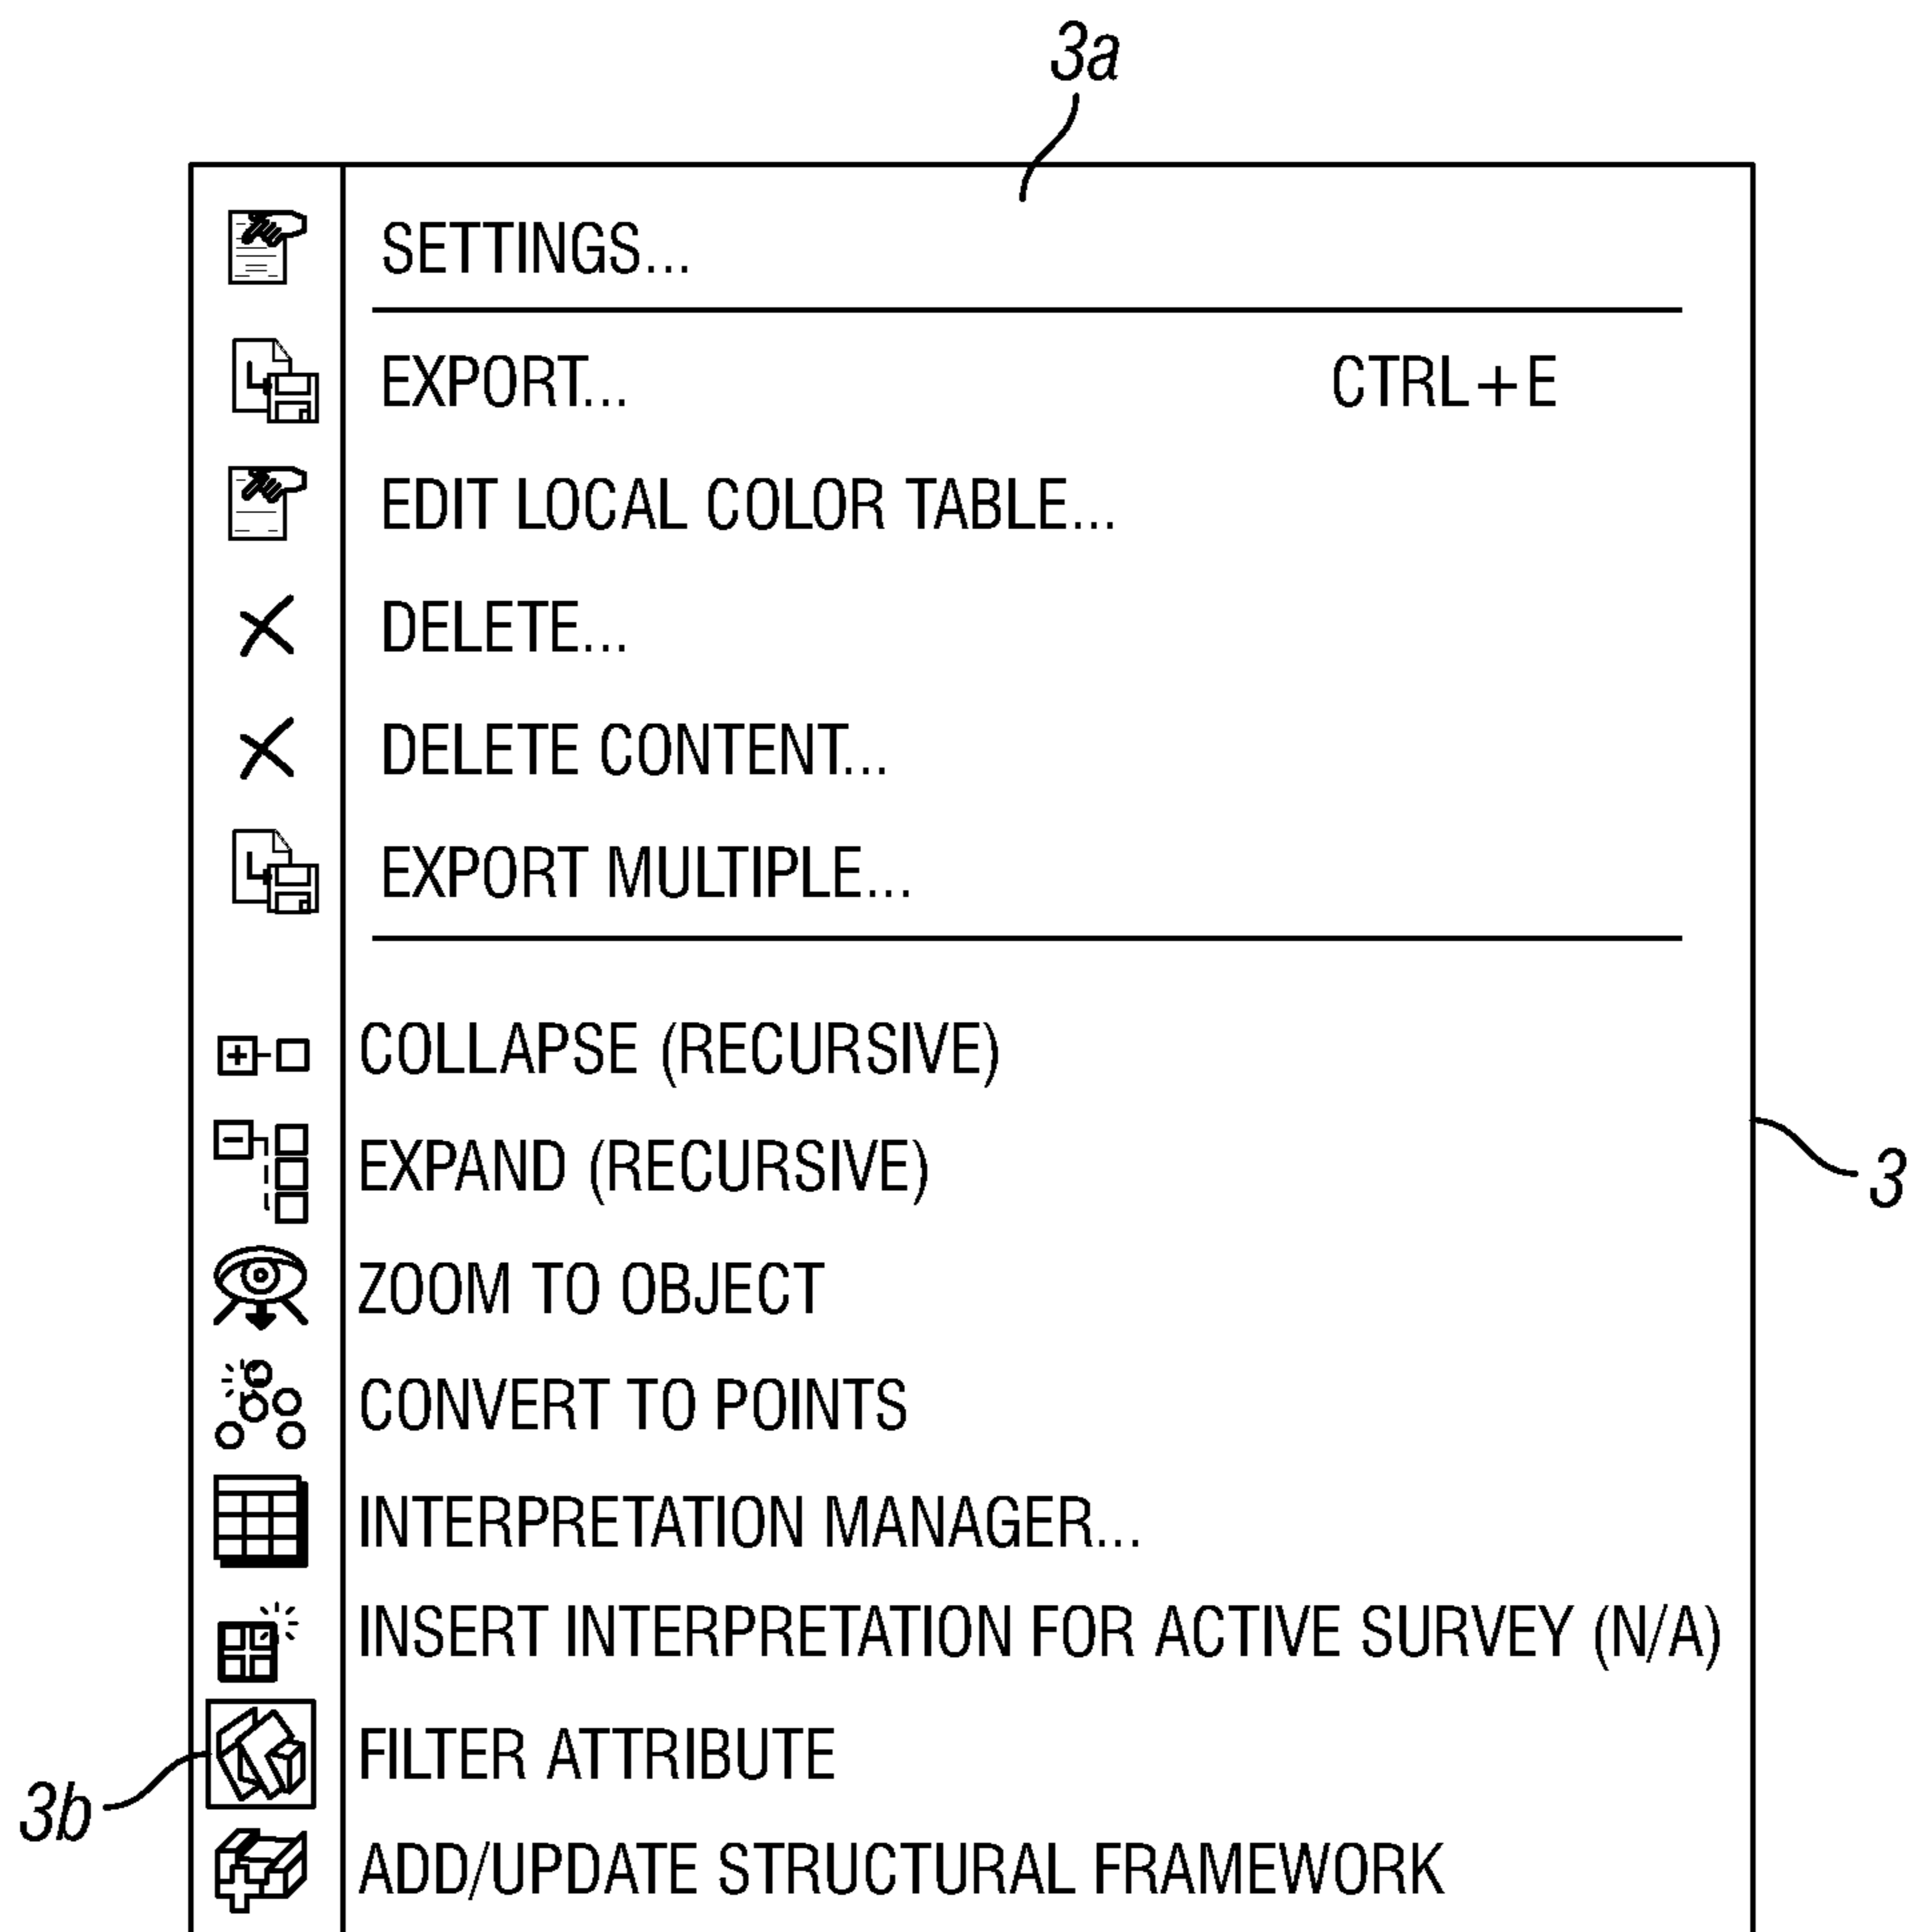 3a
SETTINGS...
EXPORT... CTRL+E
EDIT LOCAL COLOR TABLE...
DELETE...
DELETE CONTENT...
EXPORT MULTIPLE...
COLLAPSE (RECURSIVE)
EXPAND (RECURSIVE)
3
ZOOM TO OBJECT
CONVERT TO POINTS
INTERPRETATION MANAGER...
INSERT INTERPRETATION FOR ACTIVE SURVEY (N/A)
FILTER ATTRIBUTE
3b
ADD/UPDATE STRUCTURAL FRAMEWORK